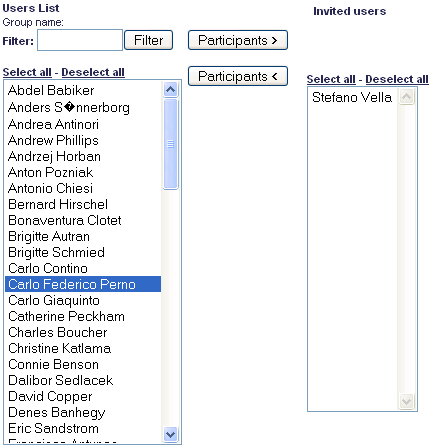 Users List
Group name:
Filter:
Filter
Participants >
Participants <
Select all - Deselect all
Abdel Babiker
Anders S�nnerborg
Andrea Antinori
Andrew Phillips
Andrzej Horban
Anton Pozniak
Antonio Chiesi
Bernard Hirschel
Bonaventura Clotet
Brigitte Autran
Brigitte Schmied
Carlo Contino
Carlo Federico Perno
Carlo Giaquinto
Catherine Peckham
Charles Boucher
Christine Katlama
Connie Benson
Dalibor Sedlacek
David Copper
Denes Banhegy
Eric Sandstrom
Invited users
Select all - Deselect all
Stefano Vella